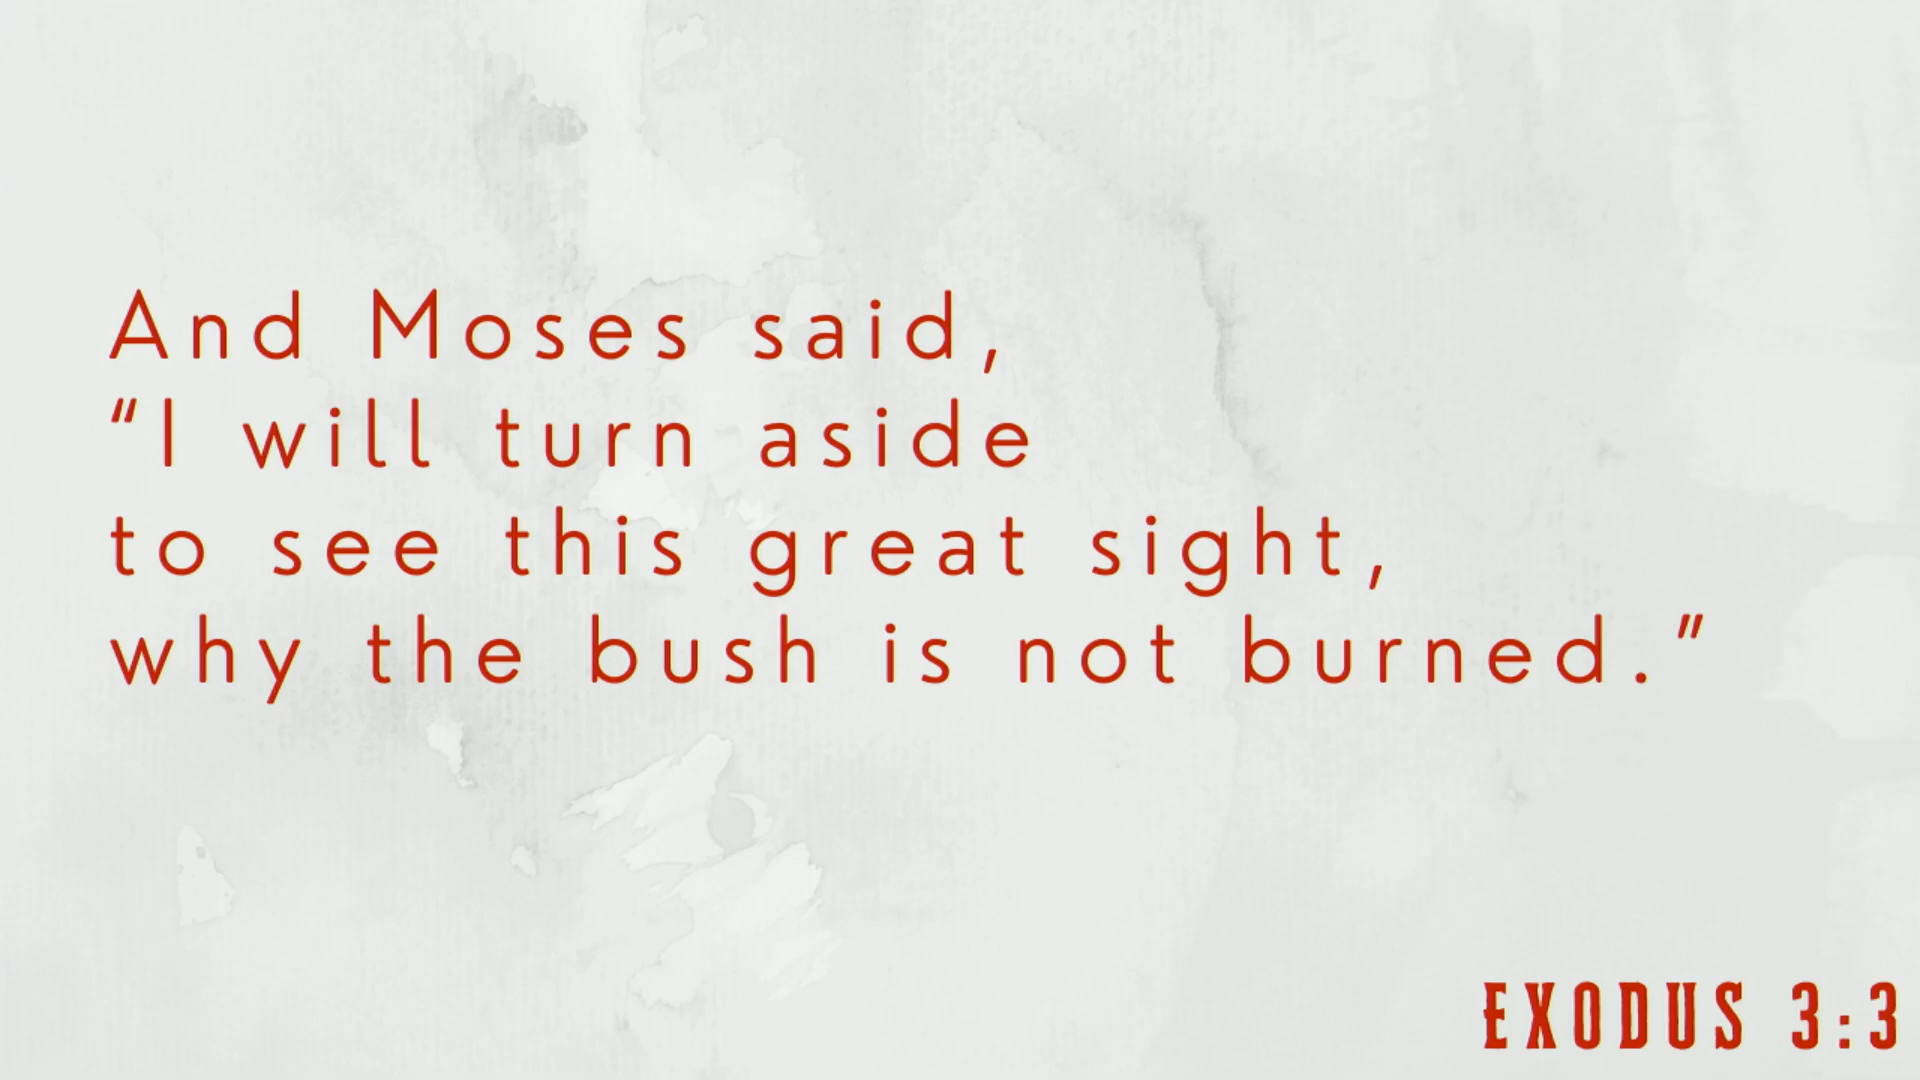 And Moses said,
“I will turn aside
to see this great sight,
why the bush is not burned.”
EXODUS 3:3